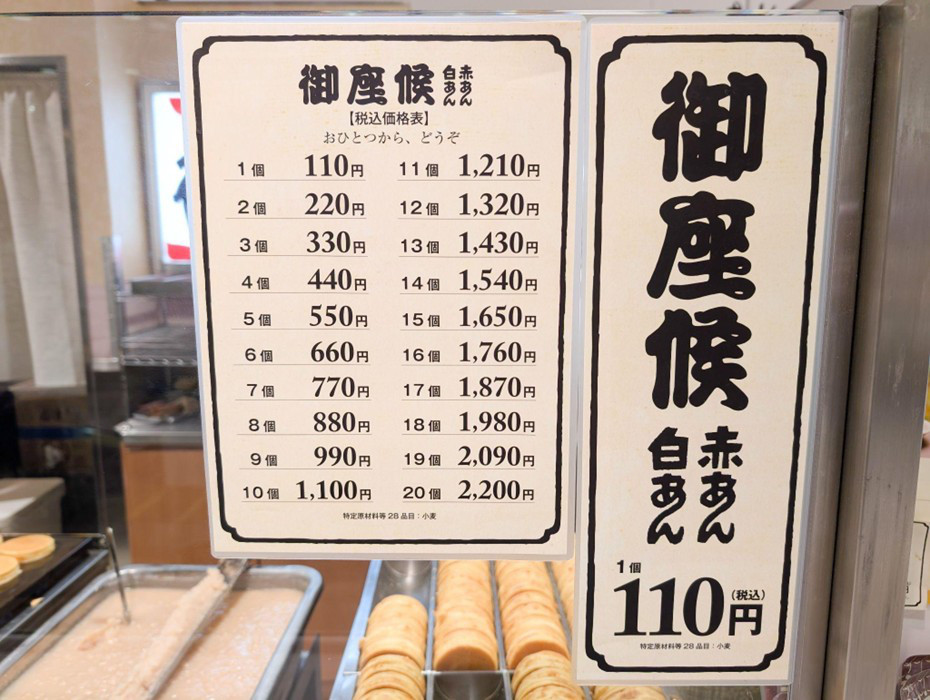 御座候 白あん 赤あん
【税込価格表】
おひとつから、どうぞ
1個 110円
2個 220円
3個 330円
4個 440円
5個 550円
6個 660円
7個 770円
8個 880円
9個 990円
10個 1,100円
11個 1,210円
12個 1,320円
13個 1,430円
14個 1,540円
15個 1,650円
16個 1,760円
17個 1,870円
18個 1,980円
19個 2,090円
20個 2,200円
特定原材料等28品目：小麦
御座候
赤あん
白あん
1個
110円(税込)
特定原材料等28品目：小麦